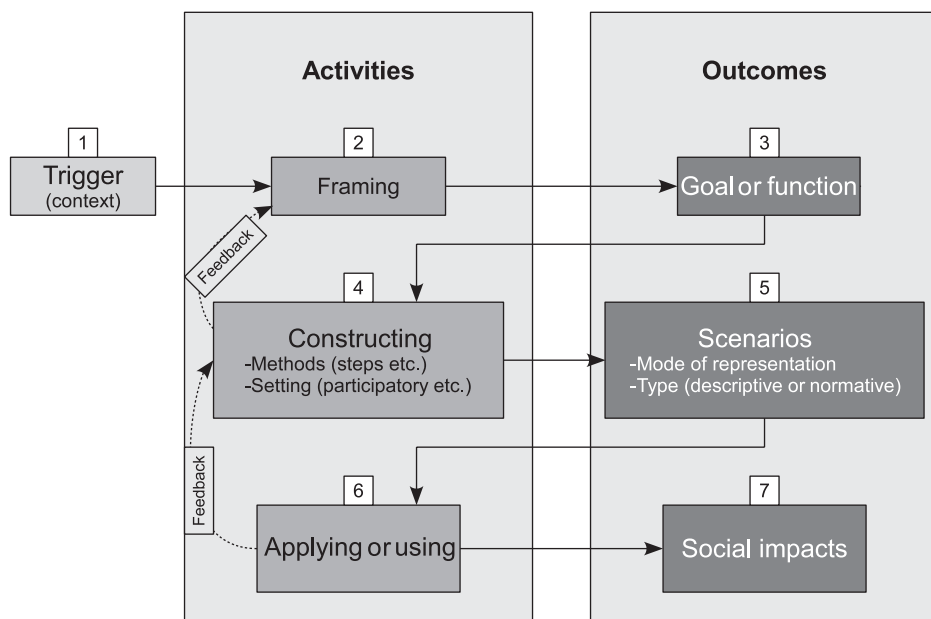 Activities
Outcomes
1
Trigger
(context)
2
Framing
3
Goal or function
Feedback
4
Constructing
-Methods (steps etc.)
-Setting (participatory etc.)
5
Scenarios
-Mode of representation
-Type (descriptive or normative)
Feedback
6
Applying or using
7
Social impacts